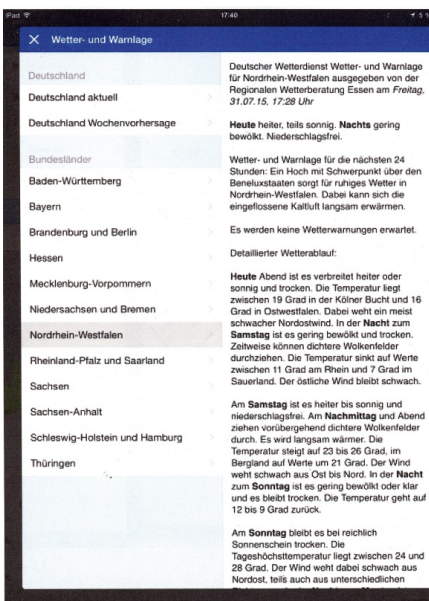 Pad
17:40
Wetter- und Warnlage
Deutschland
Deutschland aktuell
Deutschland Wochenvorhersage
Bundesländer
Baden-Württemberg
Bayern
Brandenburg und Berlin
Hessen
Mecklenburg-Vorpommern
Niedersachsen und Bremen
Nordrhein-Westfalen
Rheinland-Pfalz und Saarland
Sachsen
Sachsen-Anhalt
Schleswig-Holstein und Hamburg
Thüringen
Deutscher Wetterdienst Wetter- und Warnlage
für Nordrhein-Westfalen ausgegeben von der
Regionalen Wetterberatung Essen am Freitag,
31.07.15, 17:28 Uhr
Heute heiter, teils sonnig. Nachts gering
bewölkt. Niederschlagsfrei.
Wetter- und Warnlage für die nächsten 24
Stunden: Ein Hoch mit Schwerpunkt über den
Beneluxstaaten sorgt für ruhiges Wetter in
Nordrhein-Westfalen. Dabei kann sich die
eingeflossene Kaltluft langsam erwärmen.
Es werden keine Wetterwarnungen erwartet.
Detaillierter Wetterablauf:
Heute Abend ist es verbreitet heiter oder
sonnig und trocken. Die Temperatur liegt
zwischen 19 Grad in der Kölner Bucht und 16
Grad in Ostwestfalen. Dabei weht ein meist
schwacher Nordostwind. In der Nacht zum
Samstag ist es gering bewölkt und trocken.
Zeitweise können dichtere Wolkenfelder
durchziehen. Die Temperatur sinkt auf Werte
zwischen 11 Grad am Rhein und 7 Grad im
Sauerland. Der östliche Wind bleibt schwach.
Am Samstag ist es heiter bis sonnig und
niederschlagsfrei. Am Nachmittag und Abend
ziehen vorübergehend dichtere Wolkenfelder
durch. Es wird langsam wärmer. Die
Temperatur steigt auf 23 bis 26 Grad, im
Bergland auf Werte um 21 Grad. Der Wind
weht schwach aus Ost bis Nord. In der Nacht
zum Sonntag ist es gering bewölkt oder klar
und es bleibt trocken. Die Temperatur geht auf
12 bis 9 Grad zurück.
Am Sonntag bleibt es bei reichlich
Sonnenschein trocken. Die
Tageshöchsttemperatur liegt zwischen 24 und
28 Grad. Der Wind weht dabei schwach aus
Nordost, teils auch aus unterschiedlichen